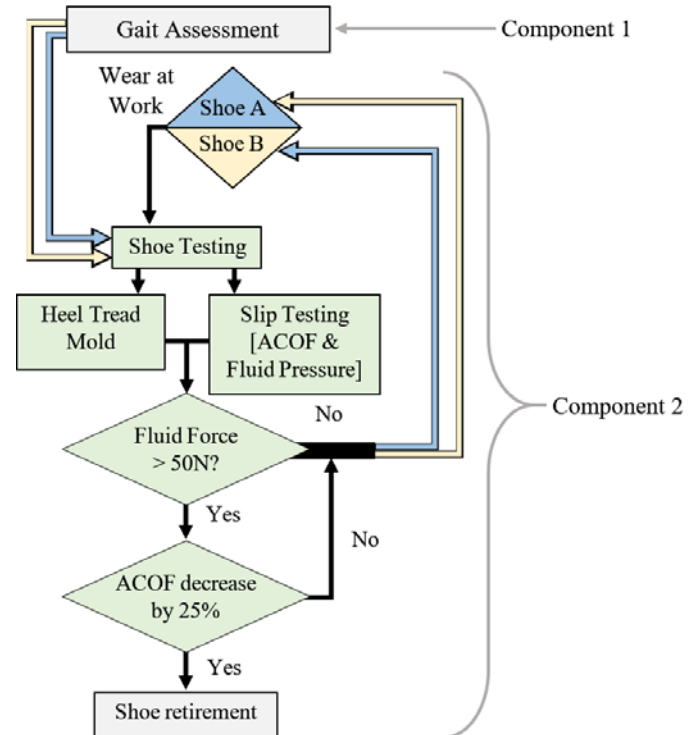 Gait Assessment
Component 1
Wear at
Work
Shoe A
Shoe B
Shoe Testing
Heel Tread
Mold
Slip Testing
[ACOF &
Fluid Pressure]
No
Component 2
Fluid Force
> 50N?
Yes
No
ACOF decrease
by 25%
Yes
Shoe retirement